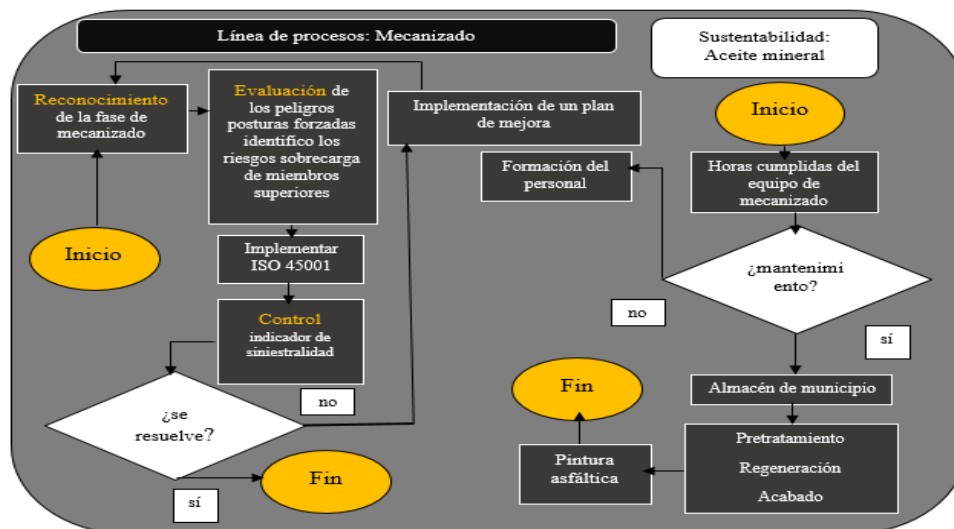 Línea de procesos: Mecanizado
Reconocimiento
de la fase de
mecanizado
Evaluación de
los peligros
posturas forzadas
identifico los
riesgos sobrecarga
de miembros
superiores
Implementación de un plan
de mejora
Inicio
Implementar
ISO 45001
Control
indicador de
siniestralidad
¿se
resuelve?
no
sí
Fin
Sustentabilidad:
Aceite mineral
Inicio
Horas cumplidas del
equipo de
mecanizado
Formación del
personal
¿mantenimi
ento?
no
sí
Almacén de municipio
Pretratamiento
Regeneración
Acabado
Pintura
asfáltica
Fin